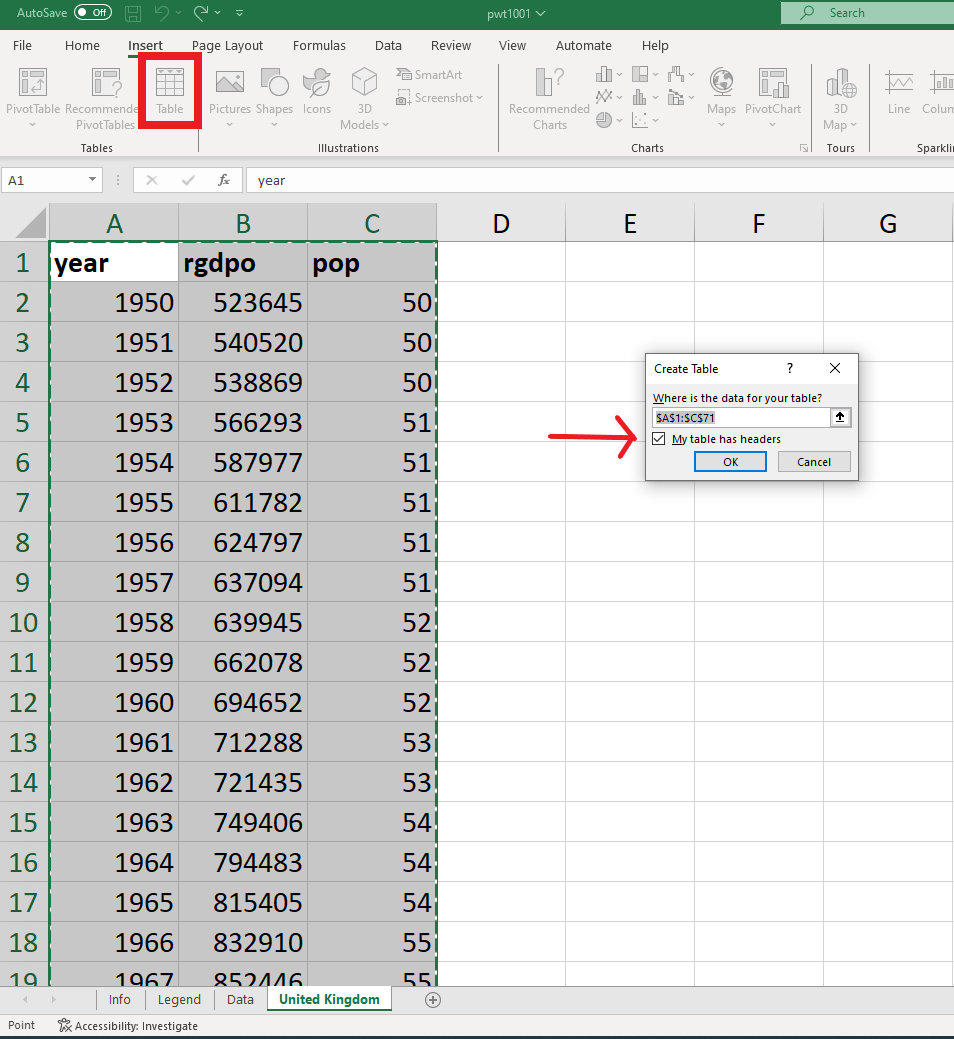 AutoSave Off pwt1001 Search
File Home Insert Page Layout Formulas Data Review View Automate Help
PivotTable Recommende PivotTables Table Pictures Shapes Icons 3D Models SmartArt Screenshot Recommended Charts Maps PivotChart 3D Map Line Colum
Tables Illustrations Charts Tours Sparklin
A1 fx year
A B C D E F G
1 year rgdpo pop
2 1950 523645 50
3 1951 540520 50
4 1952 538869 50
5 1953 566293 51
6 1954 587977 51
7 1955 611782 51
8 1956 624797 51
9 1957 637094 51
10 1958 639945 52
11 1959 662078 52
12 1960 694652 52
13 1961 712288 53
14 1962 721435 53
15 1963 749406 54
16 1964 794483 54
17 1965 815405 54
18 1966 832910 55
19 1967 852446 55
Create Table ?
Where is the data for your table?
$A$1:$C$71
My table has headers
OK Cancel
Info Legend Data United Kingdom
Point Accessibility: Investigate